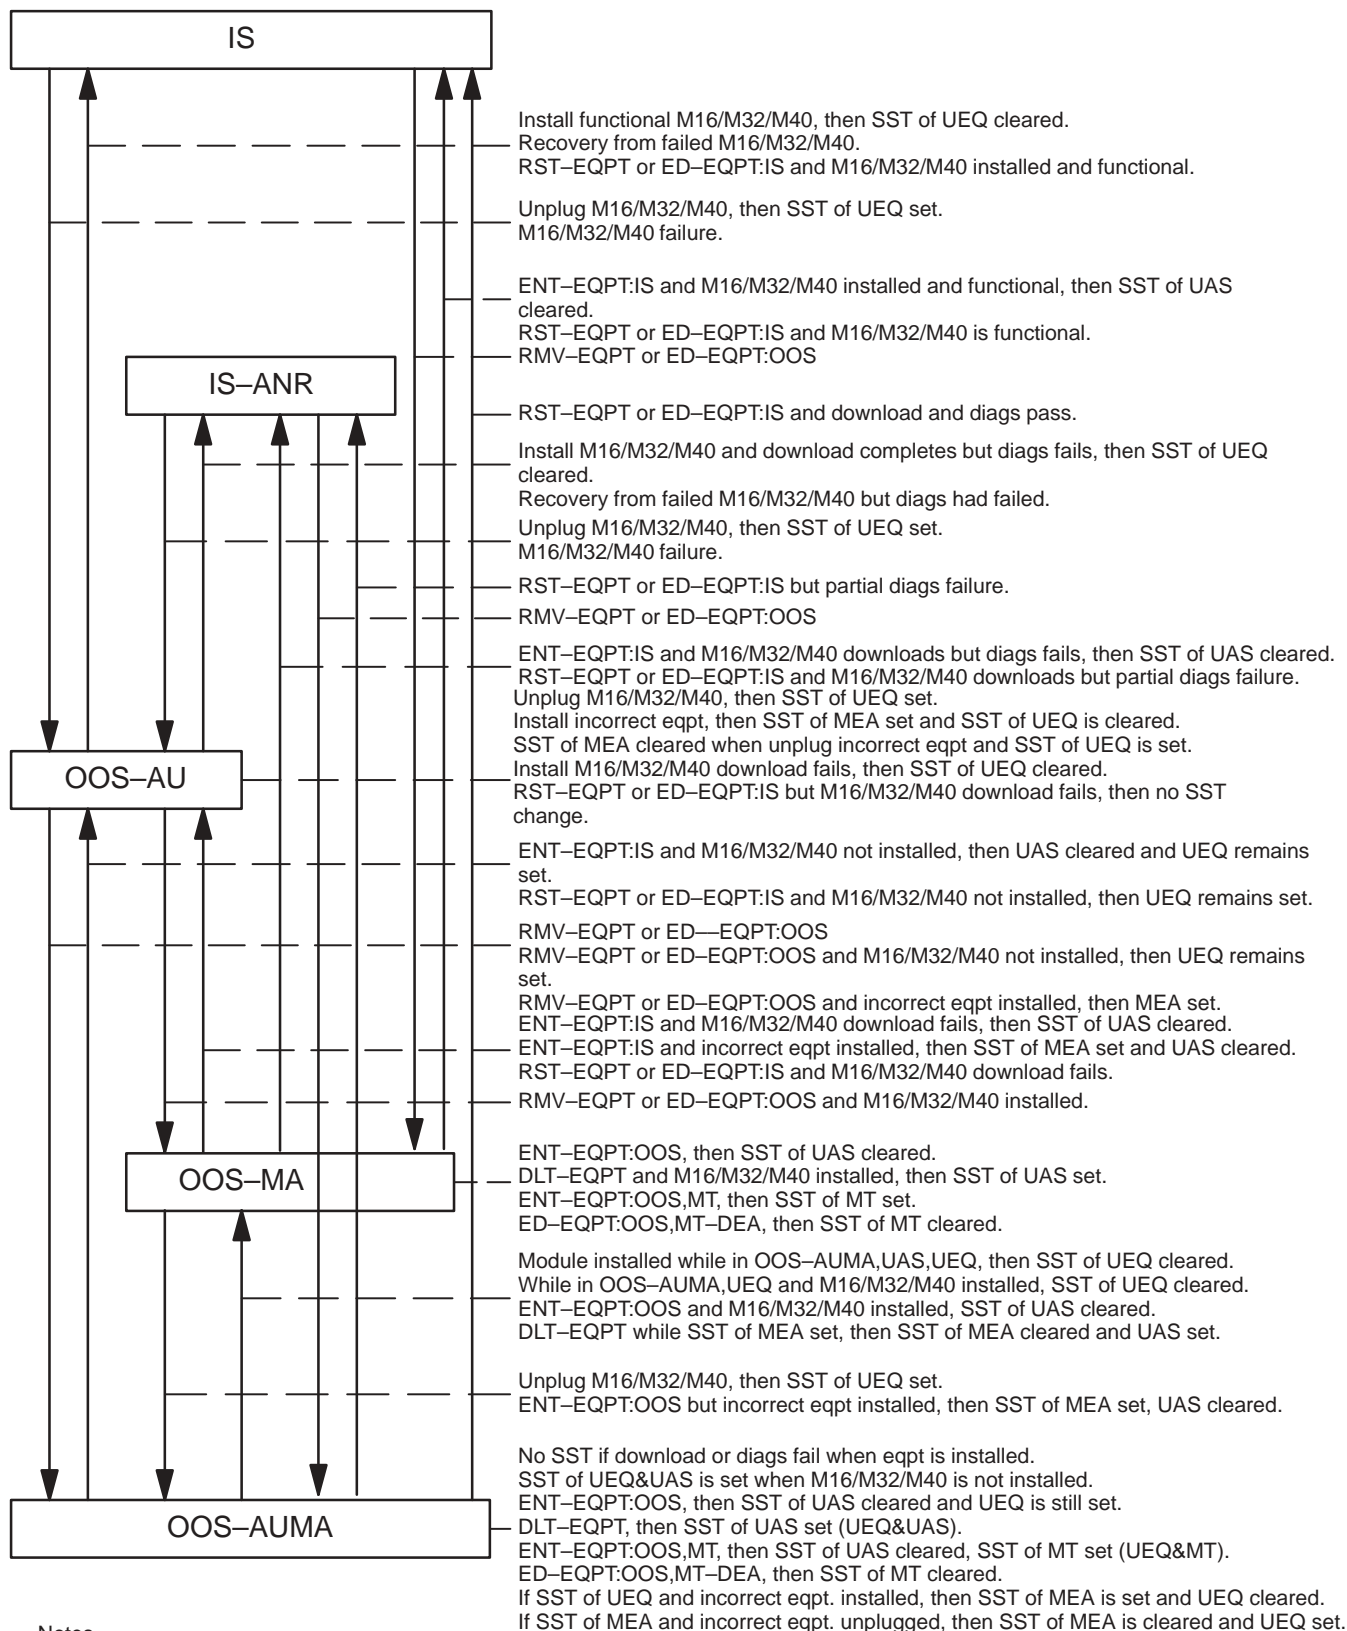 IS
Install functional M16/M32/M40, then SST of UEQ cleared.
Recovery from failed M16/M32/M40.
RST–EQPT or ED–EQPT:IS and M16/M32/M40 installed and functional.
Unplug M16/M32/M40, then SST of UEQ set.
M16/M32/M40 failure.
ENT–EQPT:IS and M16/M32/M40 installed and functional, then SST of UAS
cleared.
RST–EQPT or ED–EQPT:IS and M16/M32/M40 is functional.
RMV–EQPT or ED–EQPT:OOS
IS–ANR
RST–EQPT or ED–EQPT:IS and download and diags pass.
Install M16/M32/M40 and download completes but diags fails, then SST of UEQ
cleared.
Recovery from failed M16/M32/M40 but diags had failed.
Unplug M16/M32/M40, then SST of UEQ set.
M16/M32/M40 failure.
RST–EQPT or ED–EQPT:IS but partial diags failure.
RMV–EQPT or ED–EQPT:OOS
ENT–EQPT:IS and M16/M32/M40 downloads but diags fails, then SST of UAS cleared.
RST–EQPT or ED–EQPT:IS and M16/M32/M40 downloads but partial diags failure.
Unplug M16/M32/M40, then SST of UEQ set.
Install incorrect eqpt, then SST of MEA set and SST of UEQ is cleared.
SST of MEA cleared when unplug incorrect eqpt and SST of UEQ is set.
OOS–AU
Install M16/M32/M40 download fails, then SST of UEQ cleared.
RST–EQPT or ED–EQPT:IS but M16/M32/M40 download fails, then no SST
change.
ENT–EQPT:IS and M16/M32/M40 not installed, then UAS cleared and UEQ remains
set.
RST–EQPT or ED–EQPT:IS and M16/M32/M40 not installed, then UEQ remains set.
RMV–EQPT or ED––EQPT:OOS
RMV–EQPT or ED–EQPT:OOS and M16/M32/M40 not installed, then UEQ remains
set.
RMV–EQPT or ED–EQPT:OOS and incorrect eqpt installed, then MEA set.
ENT–EQPT:IS and M16/M32/M40 download fails, then SST of UAS cleared.
ENT–EQPT:IS and incorrect eqpt installed, then SST of MEA set and UAS cleared.
RST–EQPT or ED–EQPT:IS and M16/M32/M40 download fails.
RMV–EQPT or ED–EQPT:OOS and M16/M32/M40 installed.
OOS–MA
ENT–EQPT:OOS, then SST of UAS cleared.
DLT–EQPT and M16/M32/M40 installed, then SST of UAS set.
ENT–EQPT:OOS,MT, then SST of MT set.
ED–EQPT:OOS,MT–DEA, then SST of MT cleared.
Module installed while in OOS–AUMA,UAS,UEQ, then SST of UEQ cleared.
While in OOS–AUMA,UEQ and M16/M32/M40 installed, SST of UEQ cleared.
ENT–EQPT:OOS and M16/M32/M40 installed, SST of UAS cleared.
DLT–EQPT while SST of MEA set, then SST of MEA cleared and UAS set.
Unplug M16/M32/M40, then SST of UEQ set.
ENT–EQPT:OOS but incorrect eqpt installed, then SST of MEA set, UAS cleared.
No SST if download or diags fail when eqpt is installed.
SST of UEQ&UAS is set when M16/M32/M40 is not installed.
ENT–EQPT:OOS, then SST of UAS cleared and UEQ is still set.
OOS–AUMA
DLT–EQPT, then SST of UAS set (UEQ&UAS).
ENT–EQPT:OOS,MT, then SST of UAS cleared, SST of MT set (UEQ&MT).
ED–EQPT:OOS,MT–DEA, then SST of MT cleared.
If SST of UEQ and incorrect eqpt. installed, then SST of MEA is set and UEQ cleared.
If SST of MEA and incorrect eqpt. unplugged, then SST of MEA is cleared and UEQ set.
Notes